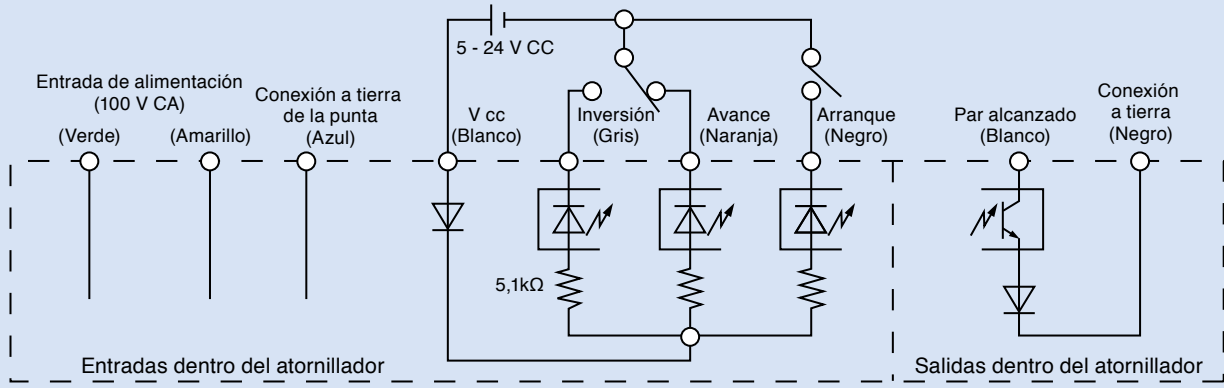 5 - 24 V CC
Entrada de alimentación
(100 V CA)
(Verde)
(Amarillo)
Conexión a tierra
de la punta
(Azul)
V cc
(Blanco)
Inversión
(Gris)
Avance
(Naranja)
Arranque
(Negro)
Par alcanzado
(Blanco)
Conexión
a tierra
(Negro)
5,1kΩ
Entradas dentro del atornillador
Salidas dentro del atornillador